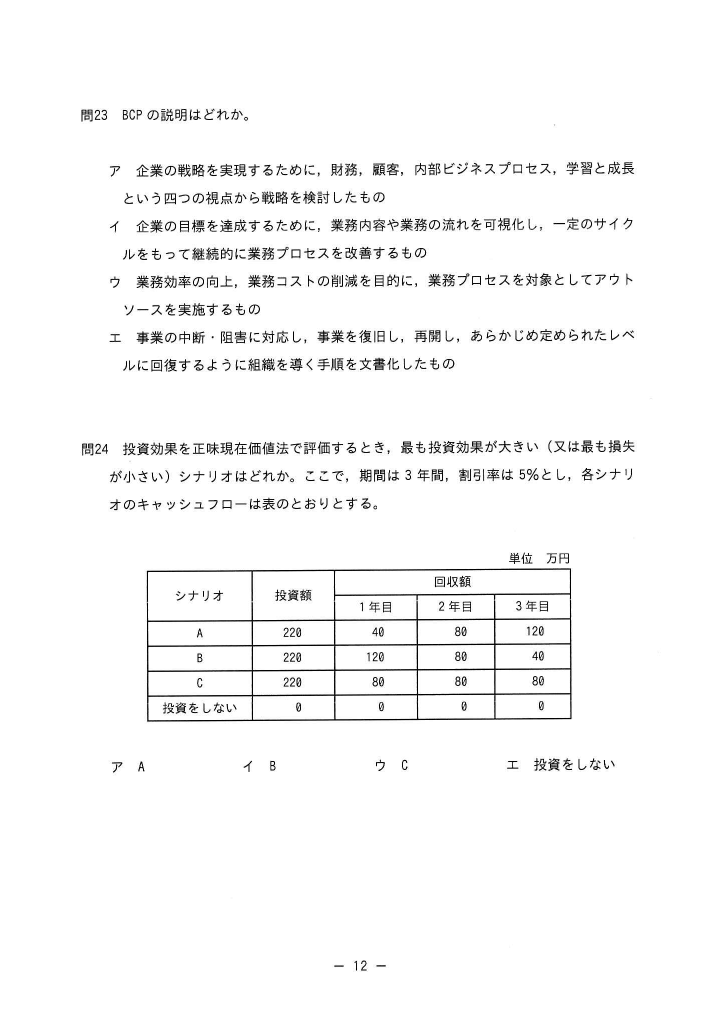 問23 BCP の説明はどれか。
ア 企業の戦略を実現するために，財務，顧客，内部ビジネスプロセス，学習と成長
という四つの視点から戦略を検討したもの
イ 企業の目標を達成するために，業務内容や業務の流れを可視化し，一定のサイク
ルをもって継続的に業務プロセスを改善するもの
ウ 業務効率の向上，業務コストの削減を目的に，業務プロセスを対象としてアウト
ソースを実施するもの
エ 事業の中断・阻害に対応し，事業を復旧し，再開し，あらかじめ定められたレベ
ルに回復するように組織を導く手順を文書化したもの
問24 投資効果を正味現在価値法で評価するとき，最も投資効果が大きい（又は最も損失
が小さい）シナリオはどれか。ここで，期間は 3 年間，割引率は 5%とし，各シナリ
オのキャッシュフローは表のとおりとする。
単位 万円
シナリオ 投資額 回収額
1 年目 2 年目 3 年目
A 220 40 80 120
B 220 120 80 40
C 220 80 80 80
投資をしない 0 0 0 0
ア A イ B ウ C エ 投資をしない
－ 12 －